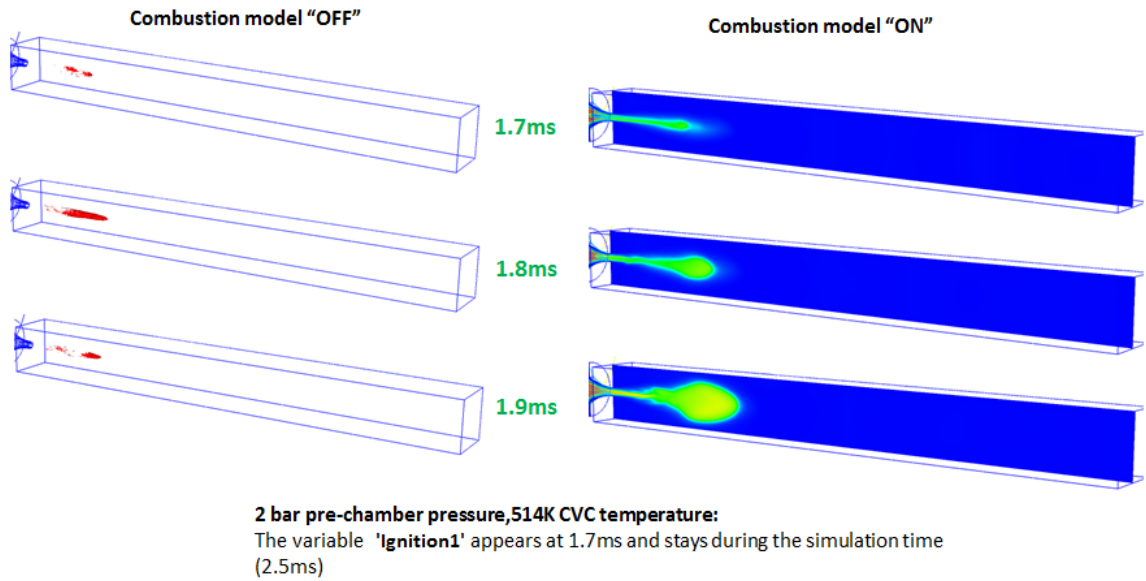 Combustion model “OFF”
Combustion model “ON”
1.7ms
1.8ms
1.9ms
2 bar pre-chamber pressure,514K CVC temperature:
The variable 'Ignition1' appears at 1.7ms and stays during the simulation time
(2.5ms)